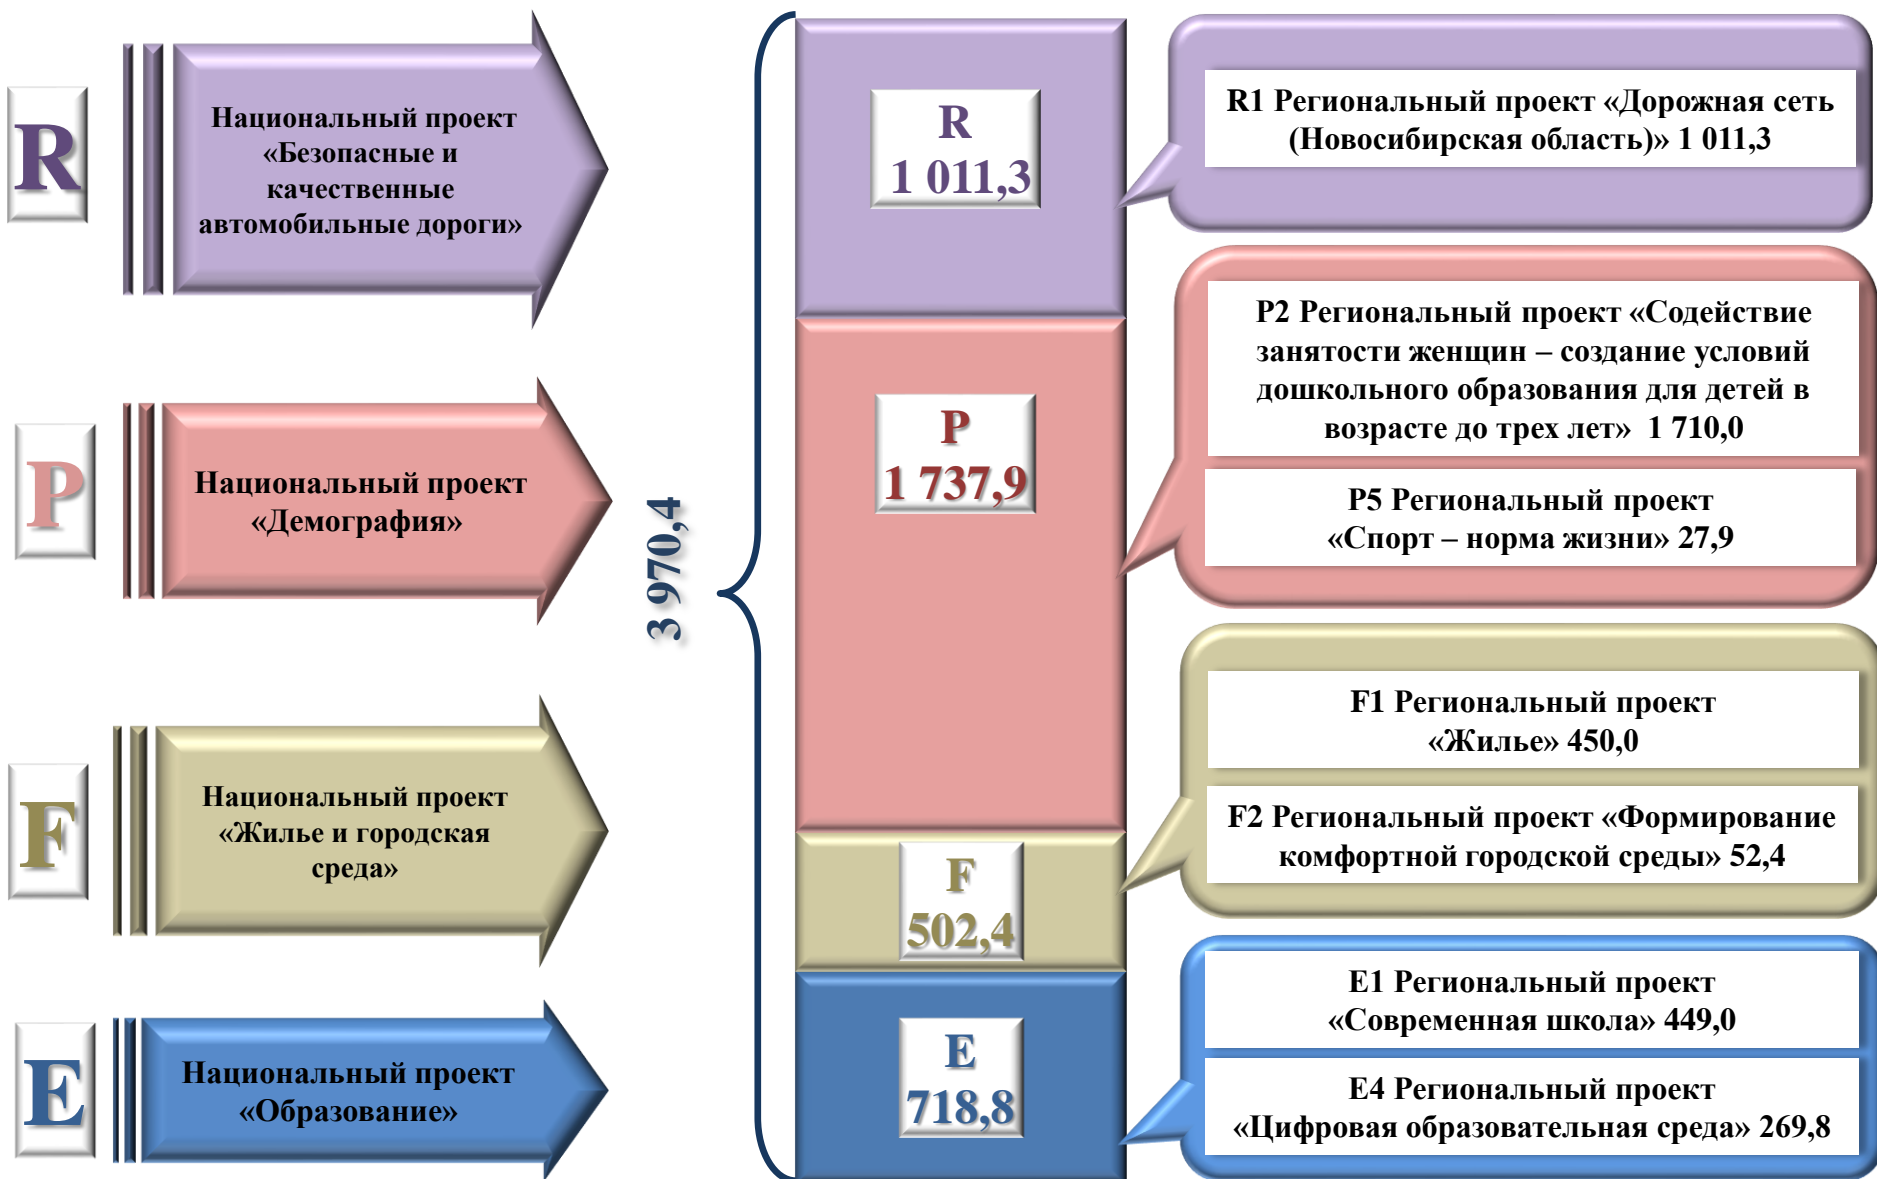 R
Национальный проект
«Безопасные и
качественные
автомобильные дороги»
P
Национальный проект
«Демография»
F
Национальный проект
«Жилье и городская
среда»
E
Национальный проект
«Образование»
3 970,4
R
1 011,3
P
1 737,9
F
502,4
E
718,8
R1 Региональный проект «Дорожная сеть
(Новосибирская область)» 1 011,3
P2 Региональный проект «Содействие
занятости женщин – создание условий
дошкольного образования для детей в
возрасте до трех лет» 1 710,0
P5 Региональный проект
«Спорт – норма жизни» 27,9
F1 Региональный проект
«Жилье» 450,0
F2 Региональный проект «Формирование
комфортной городской среды» 52,4
E1 Региональный проект
«Современная школа» 449,0
E4 Региональный проект
«Цифровая образовательная среда» 269,8